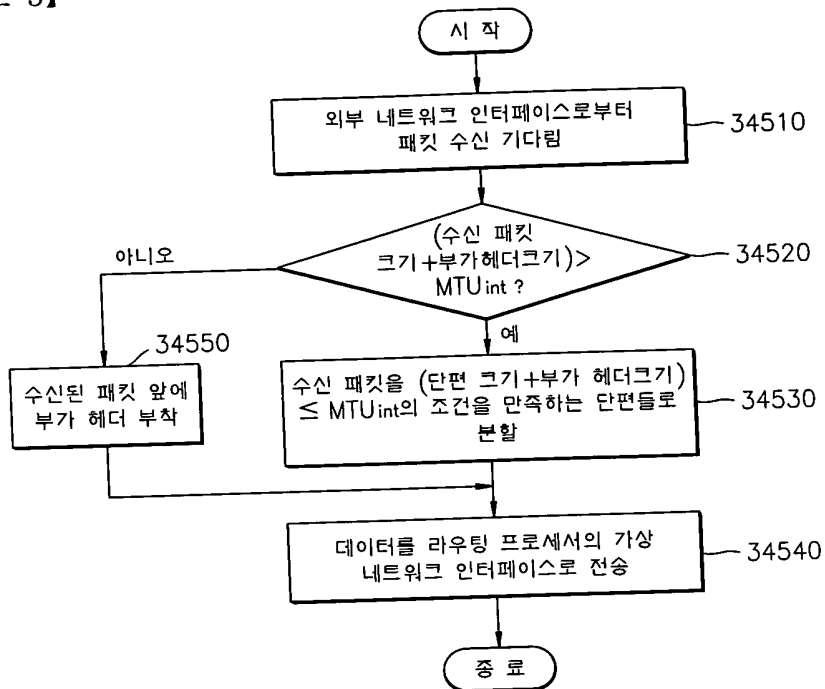 시 작
외부 네트워크 인터페이스로부터
패킷 수신 기다림
34510
(수신 패킷
크기+부가헤더크기)>
MTUint ?
34520
아니오
예
34550
수신된 패킷 앞에
부가 헤더 부착
수신 패킷을 (단편 크기+부가 헤더크기)
≤ MTUint의 조건을 만족하는 단편들로
분할
34530
데이터를 라우팅 프로세서의 가상
네트워크 인터페이스로 전송
34540
종 료